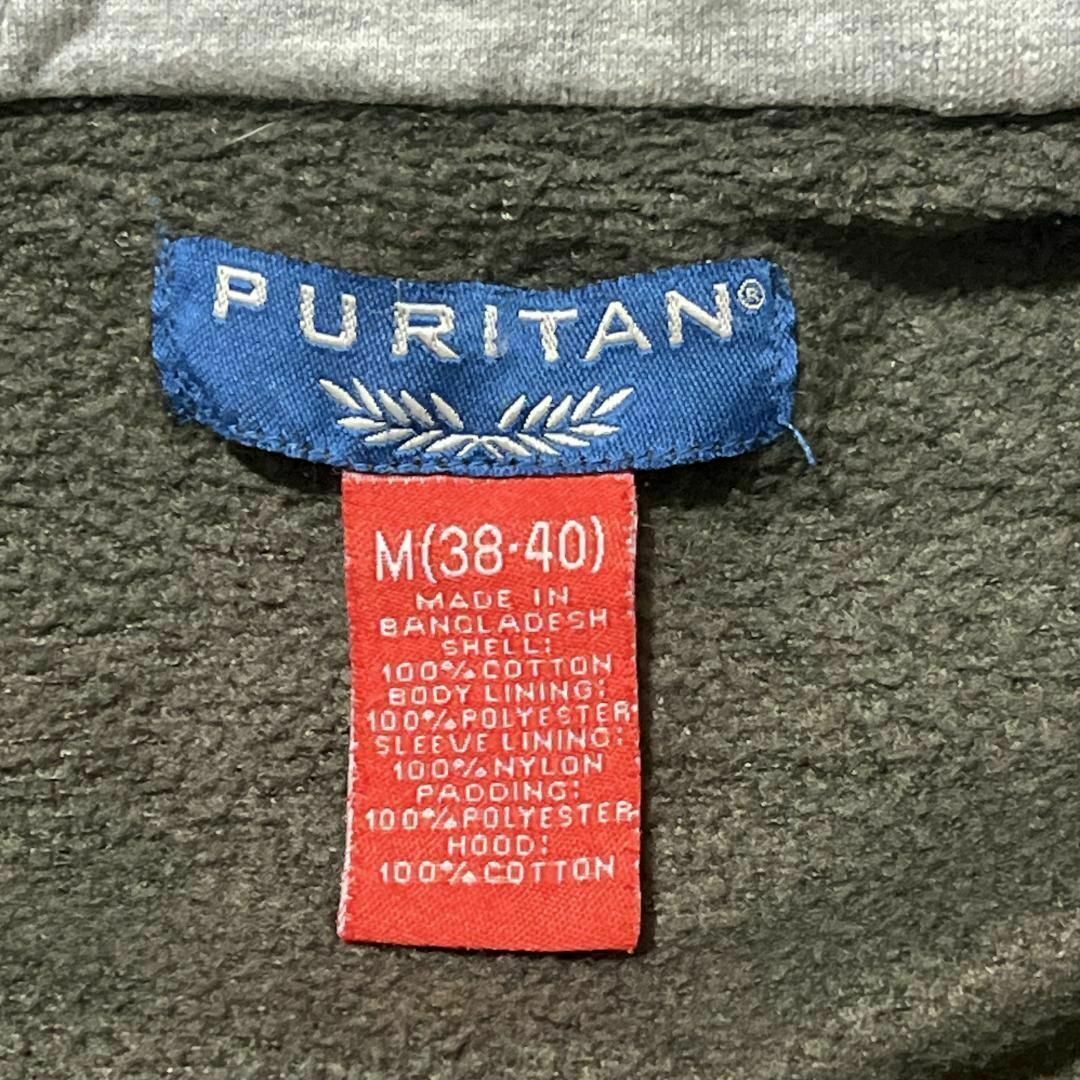 PURITAN®
M(38-40)
MADE IN
BANGLADESH
SHELL:
100% COTTON
BODY LINING:
100% POLYESTER
SLEEVE LINING:
100% NYLON
PADDING:
100% POLYESTER
HOOD:
100% COTTON